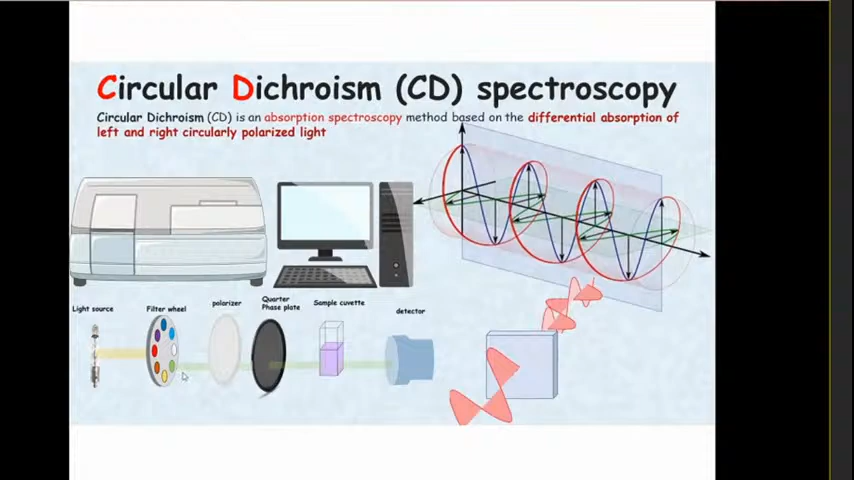 Circular Dichroism (CD) spectroscopy
Circular Dichroism (CD) is an absorption spectroscopy method based on the differential absorption of
left and right circularly polarized light
Light source
Filter wheel
polarizer
Quarter
Phase plate
Sample cuvette
detector